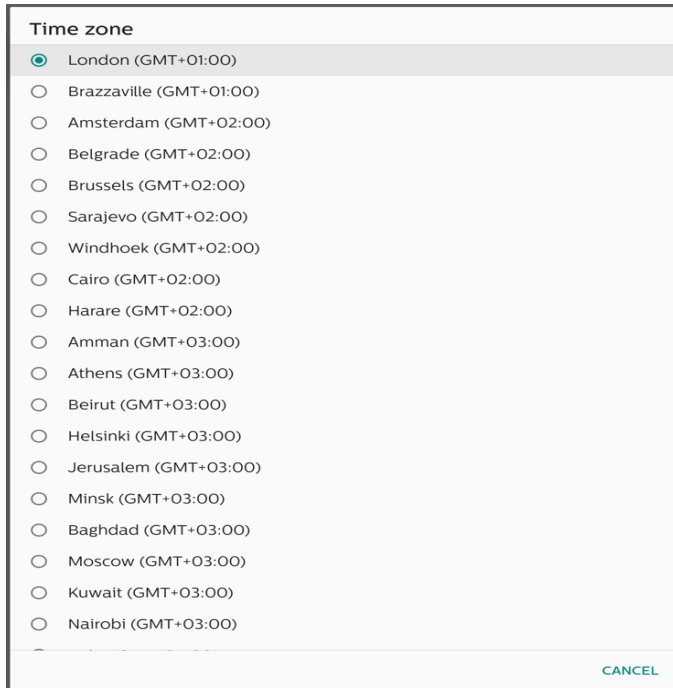 Time zone
London (GMT+01:00)
Brazzaville (GMT+01:00)
Amsterdam (GMT+02:00)
Belgrade (GMT+02:00)
Brussels (GMT+02:00)
Sarajevo (GMT+02:00)
Windhoek (GMT+02:00)
Cairo (GMT+02:00)
Harare (GMT+02:00)
Amman (GMT+03:00)
Athens (GMT+03:00)
Beirut (GMT+03:00)
Helsinki (GMT+03:00)
Jerusalem (GMT+03:00)
Minsk (GMT+03:00)
Baghdad (GMT+03:00)
Moscow (GMT+03:00)
Kuwait (GMT+03:00)
Nairobi (GMT+03:00)
CANCEL